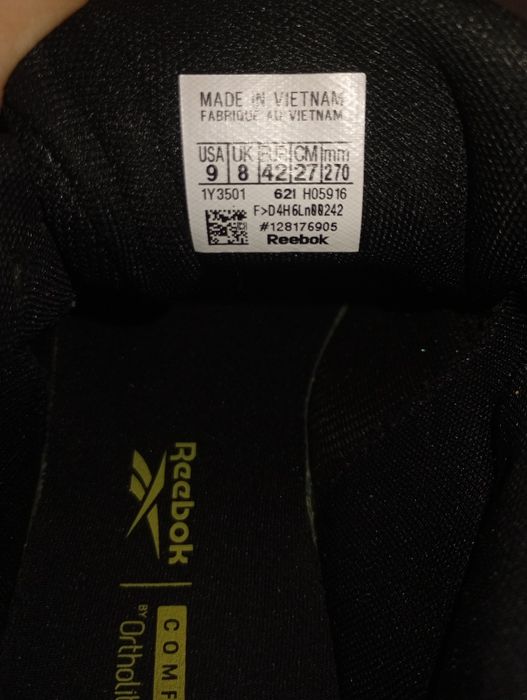 MADE IN VIETNAM
FABRIQUÉ AU VIETNAM
USA UK EUR CM mm
9 8 42 27 270
1Y3501 621 H05916
F>D4H6Ln00242
#128176905
Reebok
Reebok
COMF
BY Ortholit